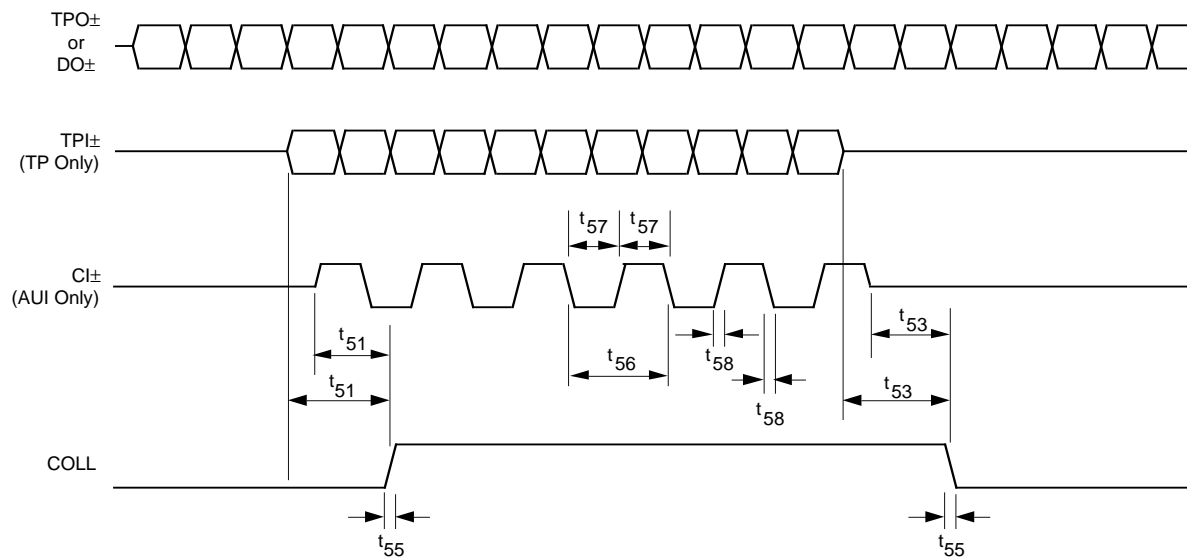 TPO±
or
DO±
TPI±
(TP Only)
t57 t57
CI±
(AUI Only)
t51
t56
t58
t53
t51
t58
t53
COLL
t55
t55